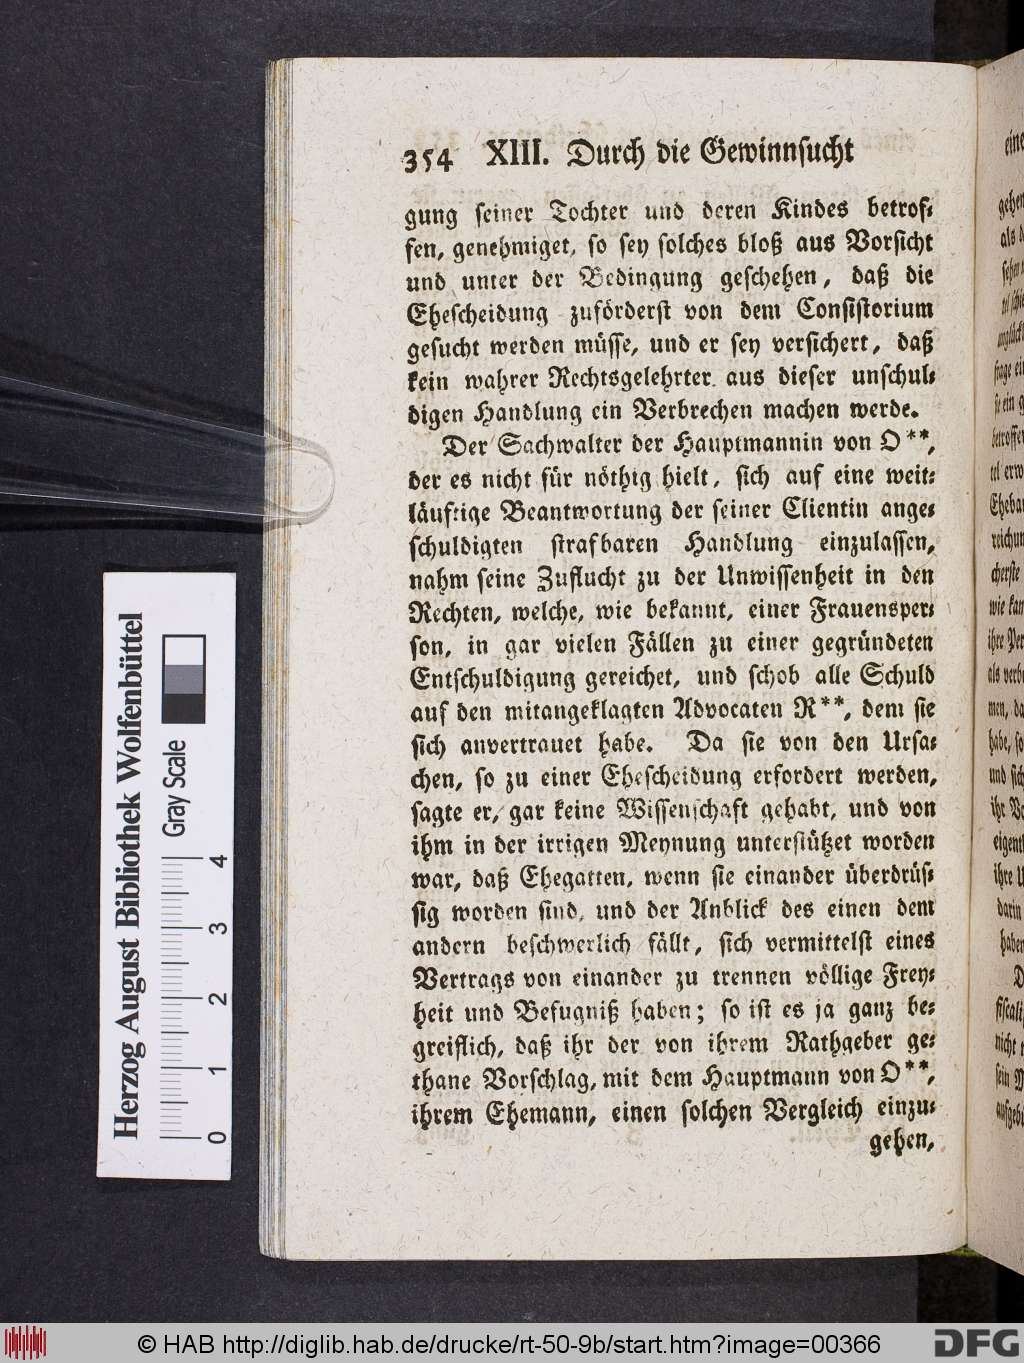 354 XIII. Durch die Gewinnsucht
gung seiner Tochter und deren Kindes betrof-
fen, genehmiget, so sey solches bloß aus Vorsicht
und unter der Bedingung geschehen, daß die
Ehescheidung zuförderst von dem Consistorium
gesucht werden müsse, und er sey versichert, daß
kein wahrer Rechtsgelehrter aus dieser unschul-
digen Handlung ein Verbrechen machen werde.
Der Sachwalter der Hauptmannin von O**,
der es nicht für nöthig hielt, sich auf eine weit-
läuftige Beantwortung der seiner Clientin ange-
schuldigten strafbaren Handlung einzulassen,
nahm seine Zuflucht zu der Unwissenheit in den
Rechten, welche, wie bekannt, einer Frauensper-
son, in gar vielen Fällen zu einer gegründeten
Entschuldigung gereichet, und schob alle Schuld
auf den mitangeklagten Advocaten R**, dem sie
sich anvertrauet habe. Da sie von den Ursa-
chen, so zu einer Ehescheidung erfordert werden,
sagte er, gar keine Wissenschaft gehabt, und von
ihm in der irrigen Meynung unterstützet worden
war, daß Ehegatten, wenn sie einander überdrüs-
sig worden sind, und der Anblick des einen dem
andern beschwerlich fällt, sich vermittelst eines
Vertrags von einander zu trennen völlige Frey-
heit und Befugniß haben; so ist es ja ganz be-
greiflich, daß ihr der von ihrem Rathgeber ge-
thane Vorschlag, mit dem Hauptmann von O**,
ihrem Ehemann, einen solchen Vergleich einzu-
gehen,
Herzog August Bibliothek Wolfenbüttel
Gray Scale
0 1 2 3 4
© HAB http://diglib.hab.de/drucke/rt-50-9b/start.htm?image=00366
DFG